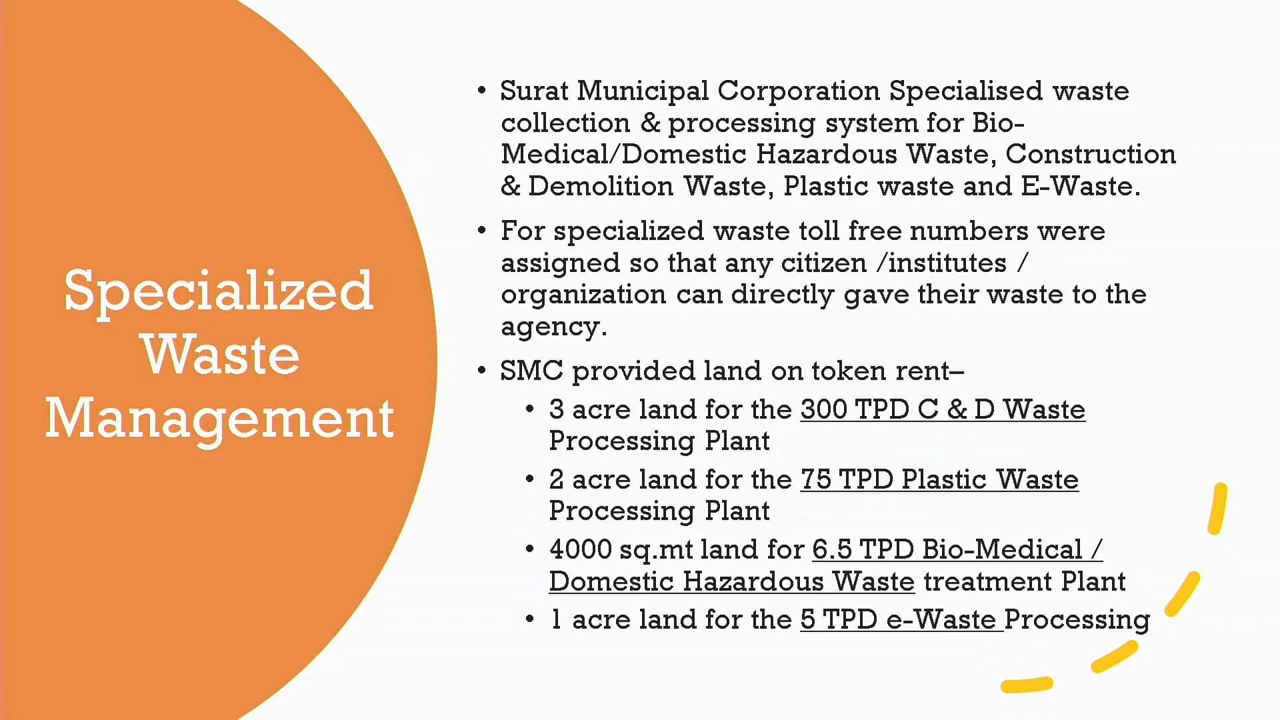 Specialized
Waste
Management
• Surat Municipal Corporation Specialised waste
collection & processing system for Bio-
Medical/Domestic Hazardous Waste, Construction
& Demolition Waste, Plastic waste and E-Waste.
• For specialized waste toll free numbers were
assigned so that any citizen /institutes /
organization can directly gave their waste to the
agency.
• SMC provided land on token rent–
• 3 acre land for the 300 TPD C & D Waste
Processing Plant
• 2 acre land for the 75 TPD Plastic Waste
Processing Plant
• 4000 sq.mt land for 6.5 TPD Bio-Medical /
Domestic Hazardous Waste treatment Plant
• 1 acre land for the 5 TPD e-Waste Processing